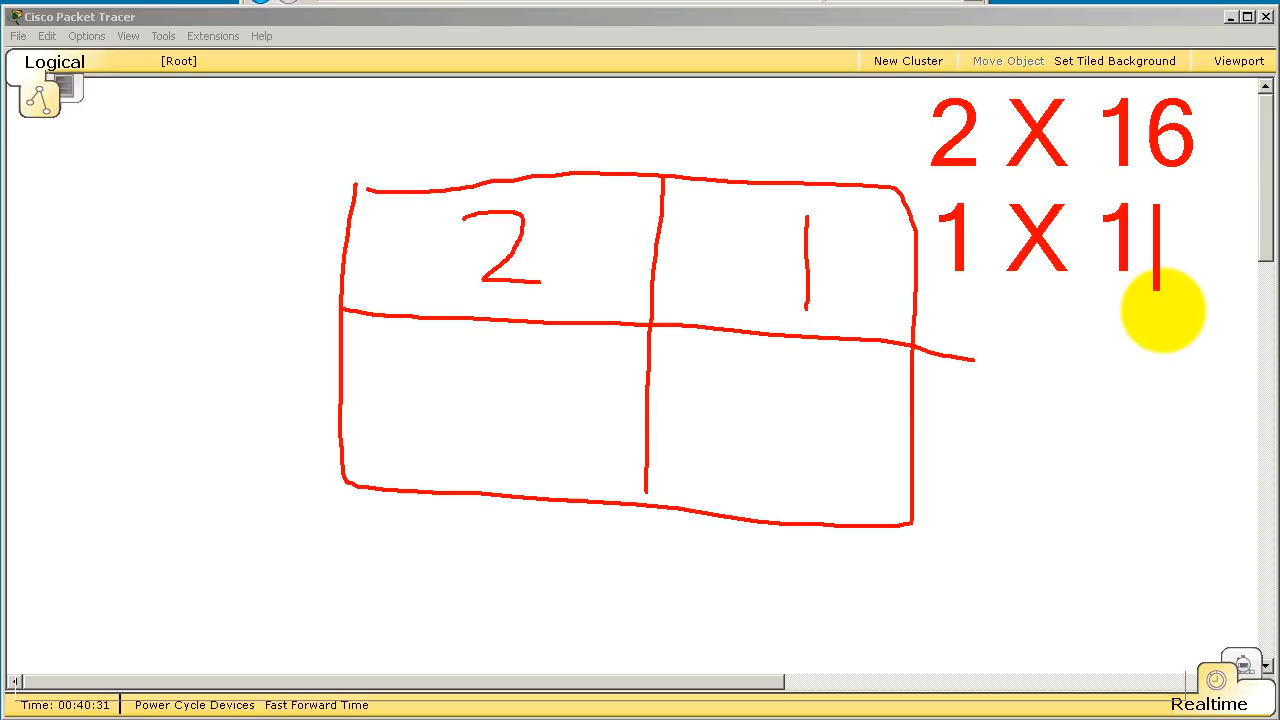 Cisco Packet Tracer
File Edit Options View Tools Extensions Help
Logical [Root] New Cluster Move Object Set Tiled Background Viewport
2 X 16
1 X 1
2 1
Time: 00:40:31 Power Cycle Devices Fast Forward Time Realtime